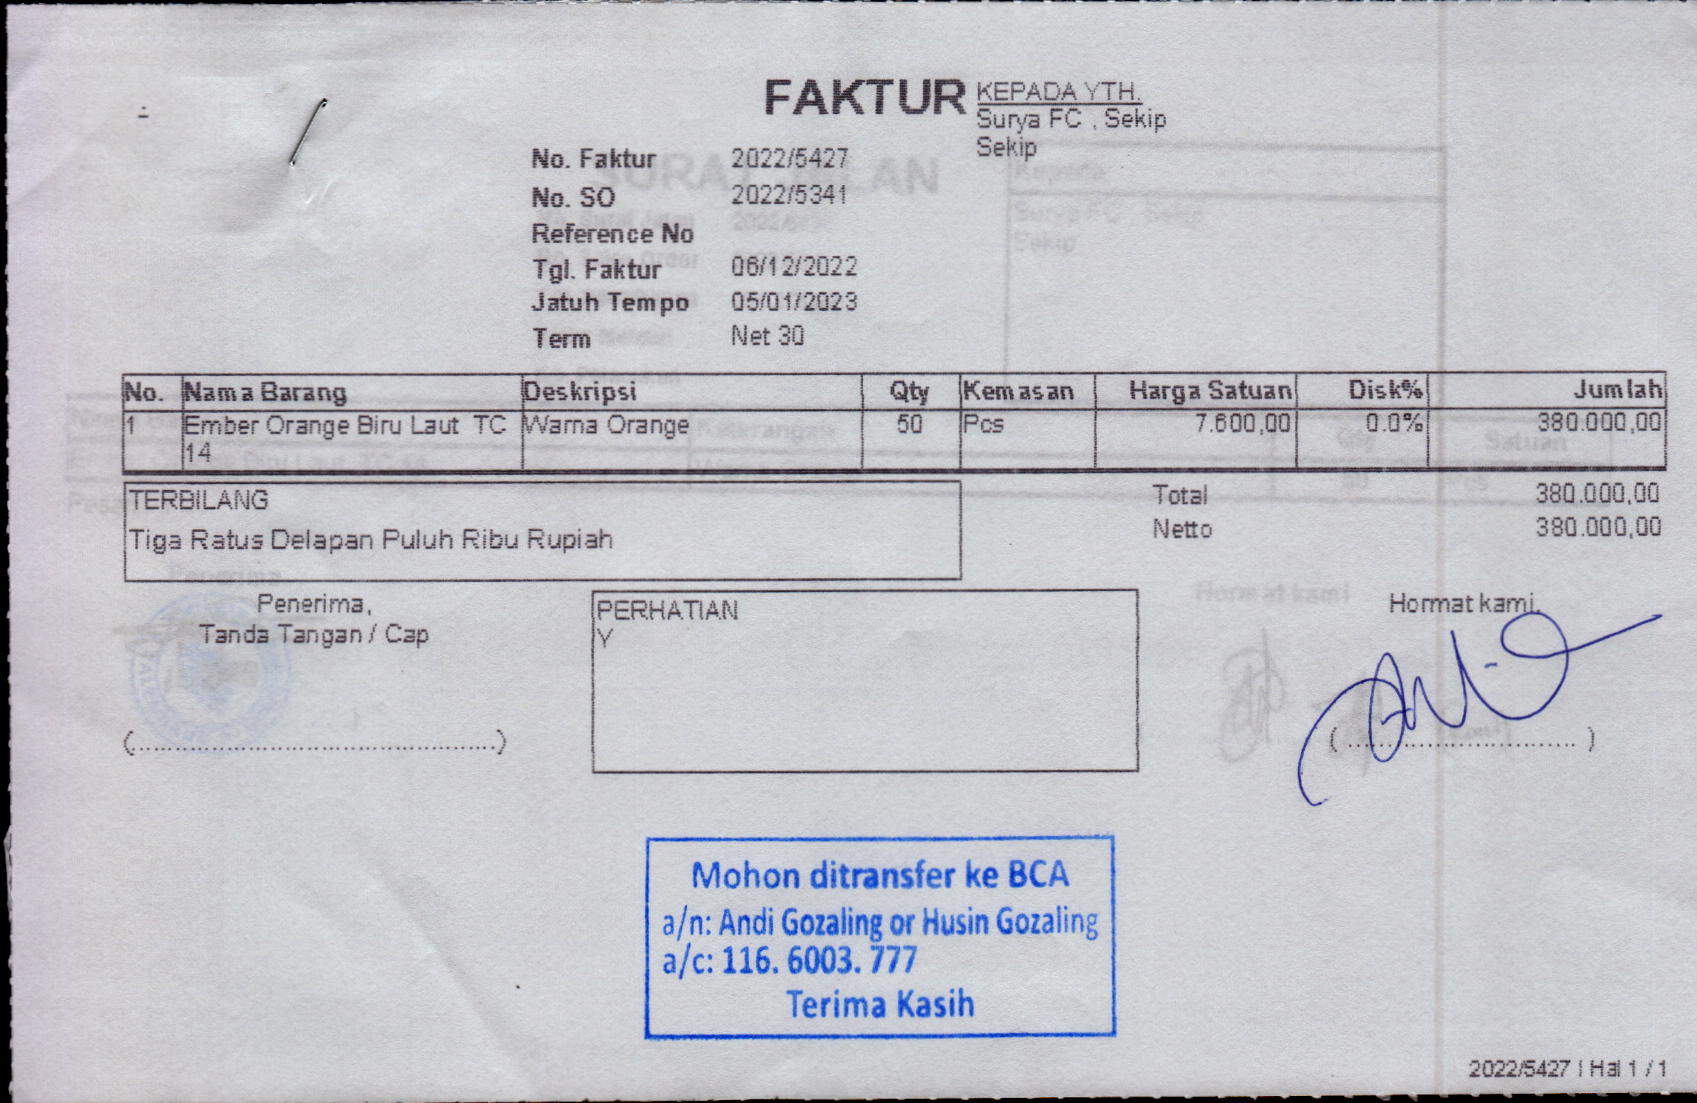 FAKTUR
KEPADA YTH.
Surya FC , Sekip
Sekip
No. Faktur 2022/5427
No. SO 2022/5341
Reference No
Tgl. Faktur 06/12/2022
Jatuh Tempo 05/01/2023
Term Net 30
No. Nama Barang Deskripsi Qty Kemasan Harga Satuan Disk% Jumlah
1 Ember Orange Biru Laut TC Warna Orange 50 Pcs 7.600,00 0.0% 380.000,00
14
TERBILANG
Tiga Ratus Delapan Puluh Ribu Rupiah
Total 380.000,00
Netto 380.000,00
Penerima,
Tanda Tangan / Cap
(..................................................)
PERHATIAN
Y
Hormat kami,
( ................................ )
Mohon ditransfer ke BCA
a/n: Andi Gozaling or Husin Gozaling
a/c: 116. 6003. 777
Terima Kasih
2022/5427 | Hal 1 / 1